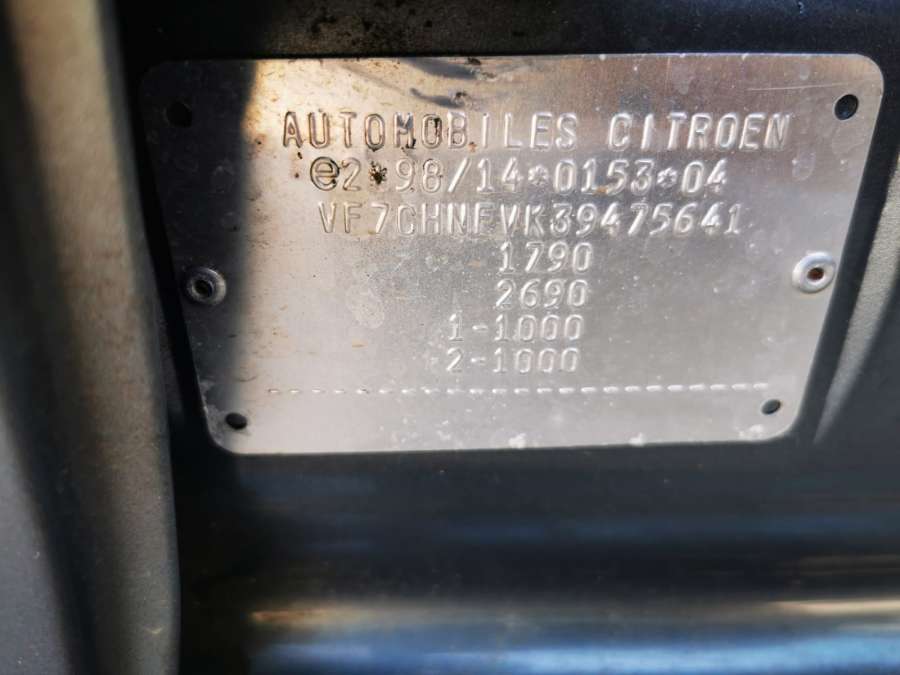 AUTOMOBILES CITROEN
e2*98/14*0153*04
VF7CHNFVK39475641
1790
2690
1-1000
2-1000